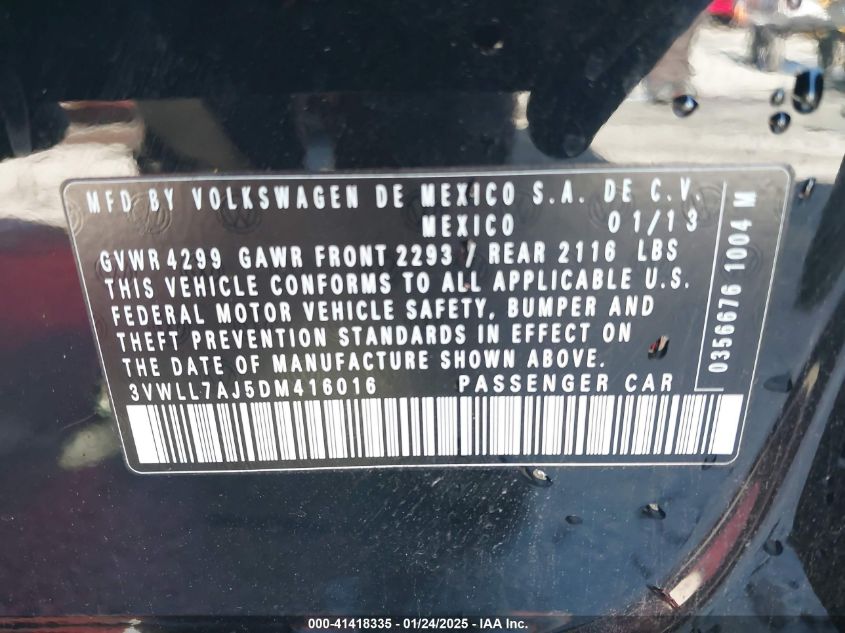 MFD BY VOLKSWAGEN DE MEXICO S.A. DE C.V.
MEXICO 01/13
GVWR 4299 GAWR FRONT 2293 / REAR 2116 LBS
THIS VEHICLE CONFORMS TO ALL APPLICABLE U.S.
FEDERAL MOTOR VEHICLE SAFETY, BUMPER AND
THEFT PREVENTION STANDARDS IN EFFECT ON
THE DATE OF MANUFACTURE SHOWN ABOVE.
3VWLL7AJ5DM416016 PASSENGER CAR
0356676 1004 M
000-41418335 - 01/24/2025 - IAA Inc.